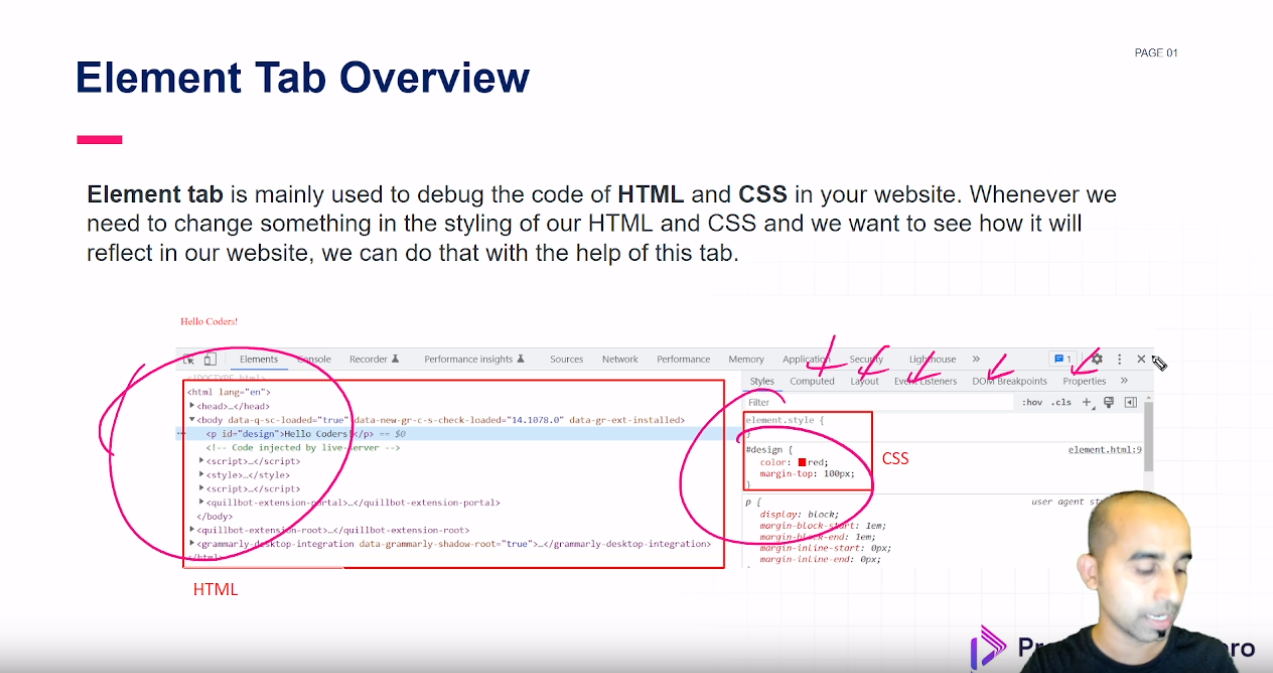 PAGE 01
Element Tab Overview
Element tab is mainly used to debug the code of HTML and CSS in your website. Whenever we
need to change something in the styling of our HTML and CSS and we want to see how it will
reflect in our website, we can do that with the help of this tab.
Hello Coders!
Elements Console Recorder Performance insights Sources Network Performance Memory Application Security Lighthouse » 1
Styles Computed Layout Event Listeners DOM Breakpoints Properties »
Filter :hov .cls +
<!DOCTYPE html>
<html lang="en">
<head>…</head>
<body data-q-sc-loaded="true" data-new-gr-c-s-check-loaded="14.1078.0" data-gr-ext-installed>
<p id="design">Hello Coders!</p> == $0
<!-- Code injected by live-server -->
<script>…</script>
<style>…</style>
<script>…</script>
<quillbot-extension-portal>…</quillbot-extension-portal>
</body>
<quillbot-extension-root>…</quillbot-extension-root>
<grammarly-desktop-integration data-grammarly-shadow-root="true">…</grammarly-desktop-integration>
</html>
HTML
element.style {
}
#design { element.html:9
color: red;
margin-top: 100px;
}
CSS
p { user agent
display: block;
margin-block-start: 1em;
margin-block-end: 1em;
margin-inline-start: 0px;
margin-inline-end: 0px;